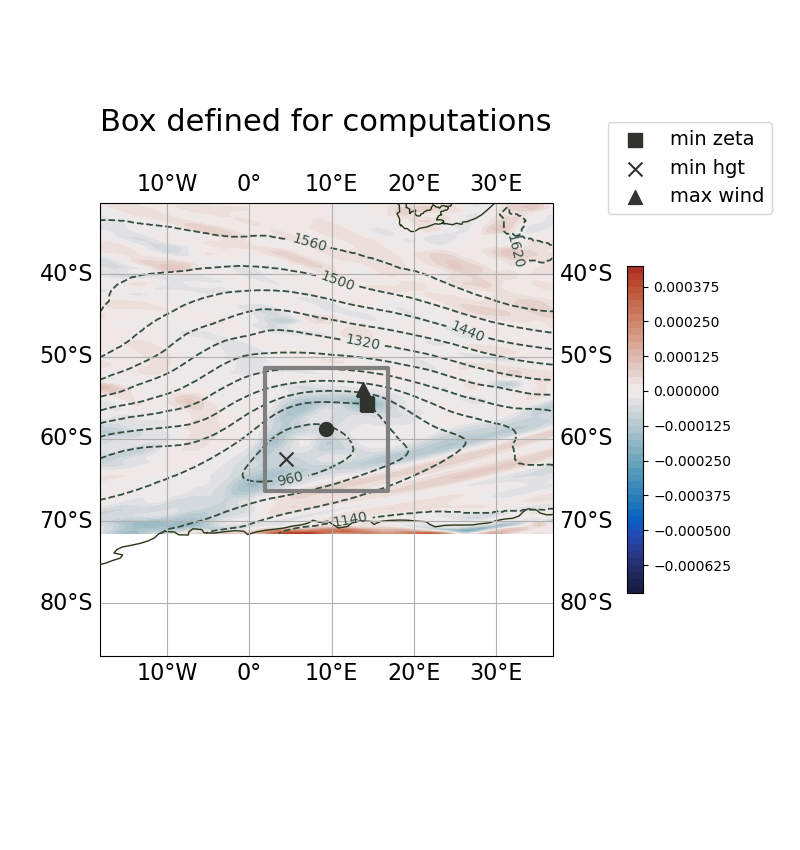 Box defined for computations
min zeta
min hgt
max wind
10°W 0° 10°E 20°E 30°E
1560
1620
1500
40°S 40°S
1440
1320
50°S 50°S
60°S 60°S
960
1140
70°S 70°S
80°S 80°S
10°W 0° 10°E 20°E 30°E
0.000375
0.000250
0.000125
0.000000
−0.000125
−0.000250
−0.000375
−0.000500
−0.000625